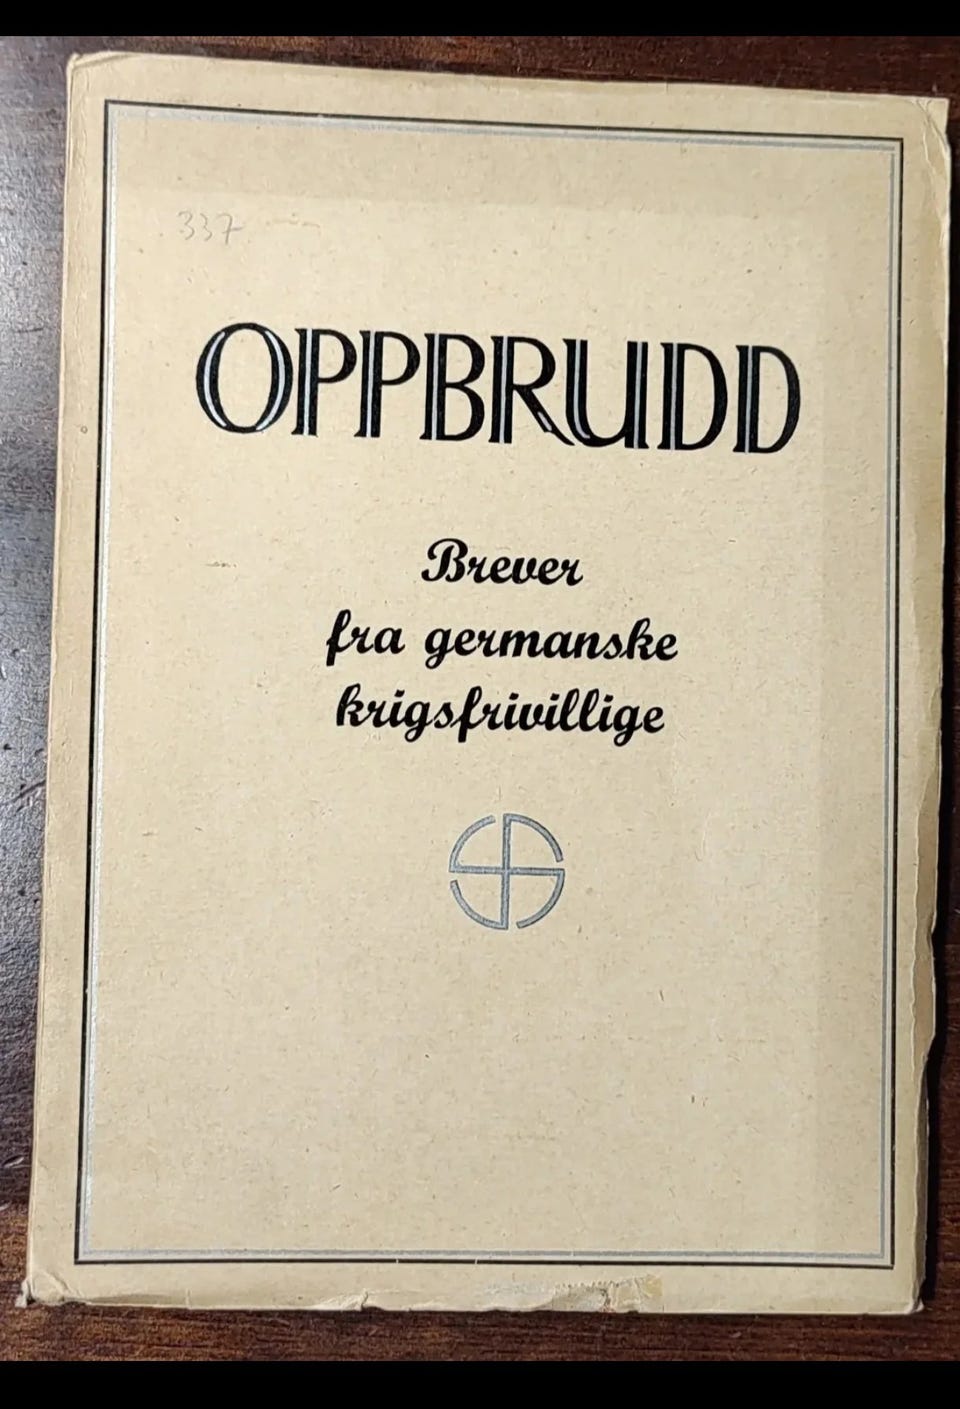 337
OPPBRUDD
Brever
fra germanske
krigsfrivillige